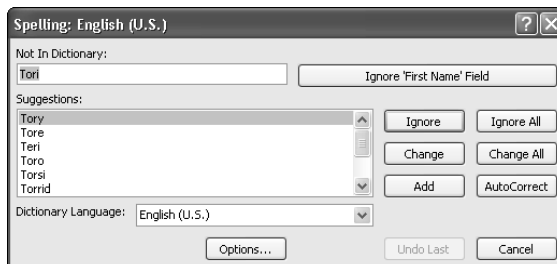 Spelling: English (U.S.)
Not In Dictionary:
Tori
Ignore 'First Name' Field
Suggestions:
Tory
Tore
Teri
Toro
Torsi
Torrid
Ignore
Ignore All
Change
Change All
Add
AutoCorrect
Dictionary Language:
English (U.S.)
Options...
Undo Last
Cancel